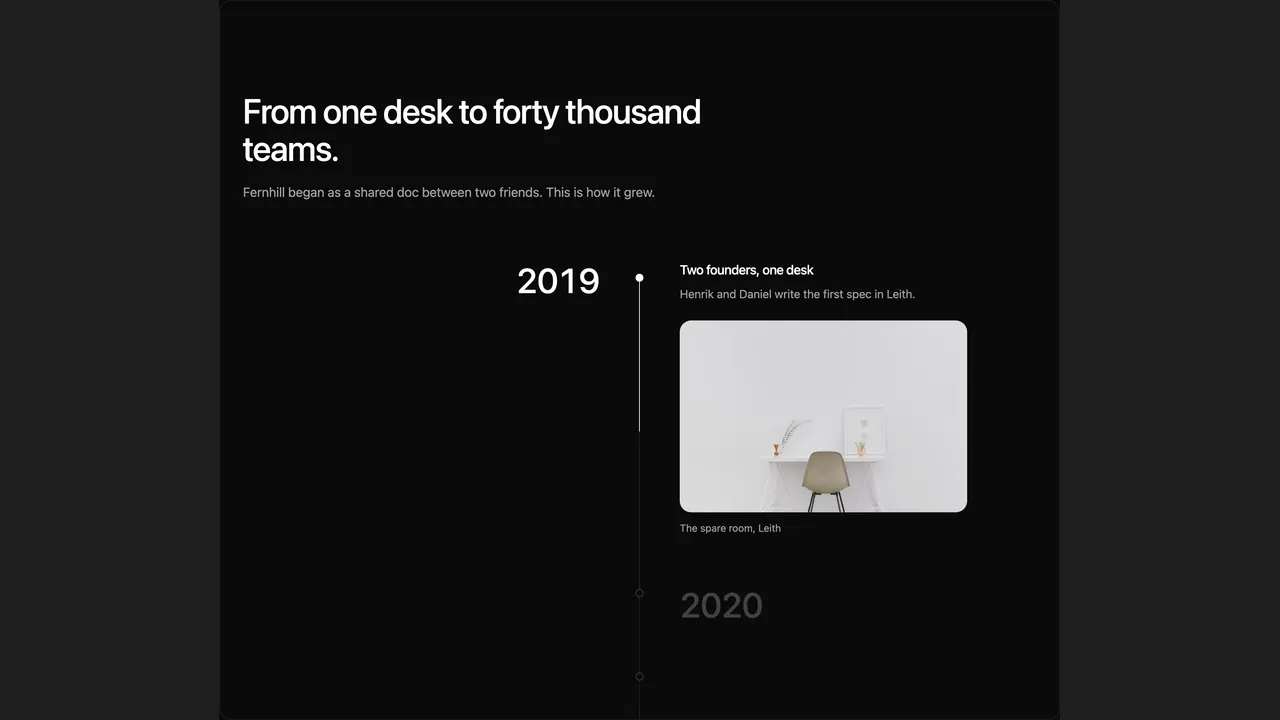 From one desk to forty thousand
teams.
Fernhill began as a shared doc between two friends. This is how it grew.
2019
Two founders, one desk
Henrik and Daniel write the first spec in Leith.
The spare room, Leith
2020